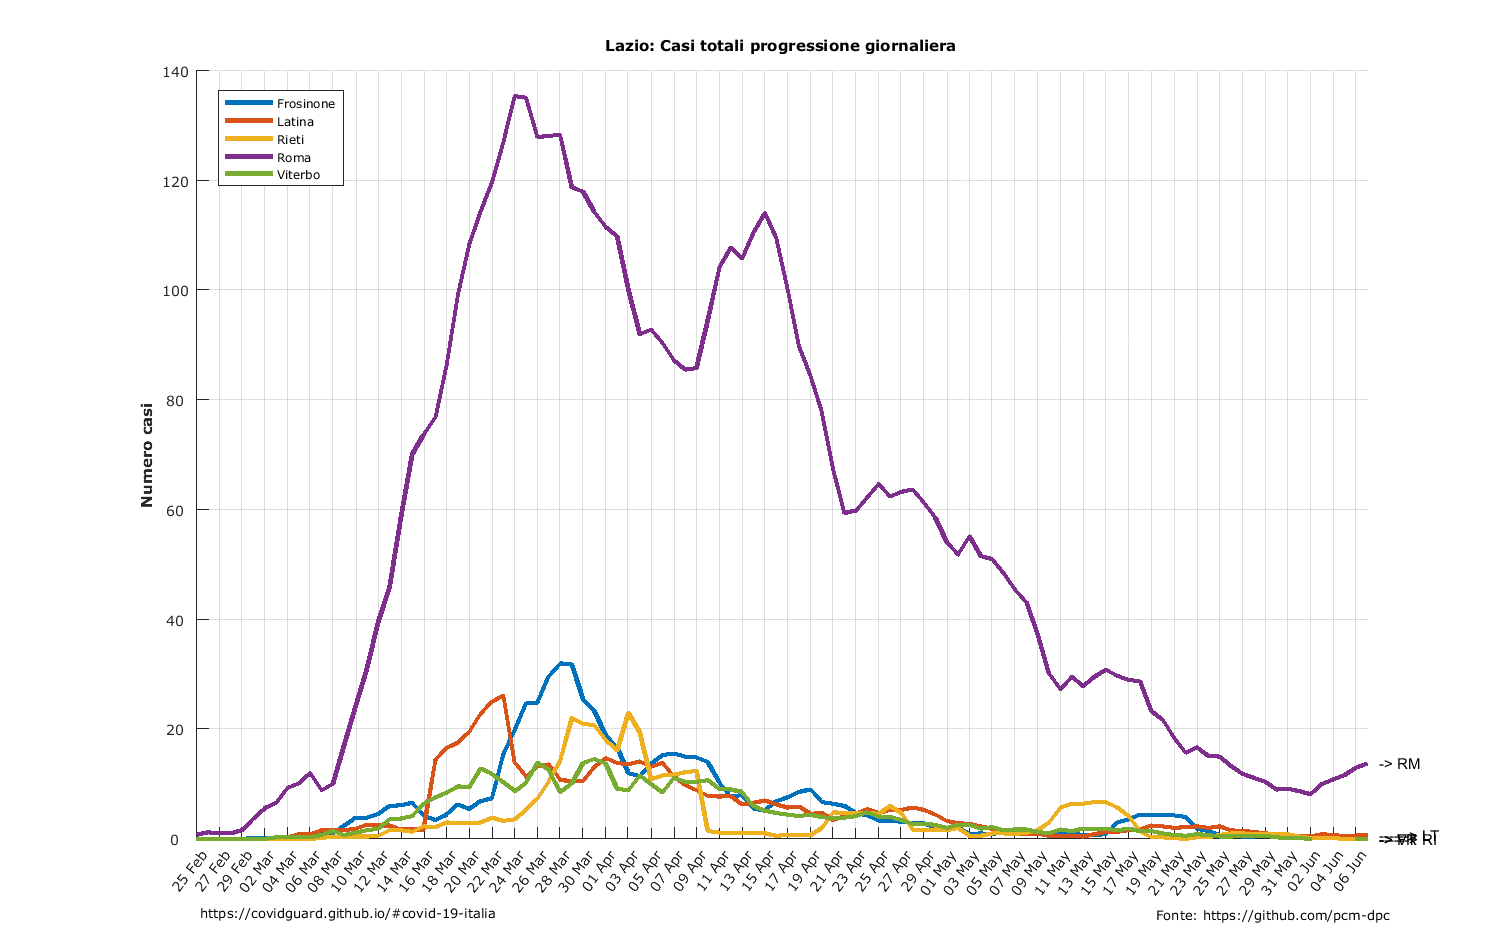 Lazio: Casi totali progressione giornaliera
140
120
100
80
60
40
20
0
Numero casi
Frosinone
Latina
Rieti
Roma
Viterbo
-> RM
25 Feb
27 Feb
29 Feb
02 Mar
04 Mar
06 Mar
08 Mar
10 Mar
12 Mar
14 Mar
16 Mar
18 Mar
20 Mar
22 Mar
24 Mar
26 Mar
28 Mar
30 Mar
01 Apr
03 Apr
05 Apr
07 Apr
09 Apr
11 Apr
13 Apr
15 Apr
17 Apr
19 Apr
21 Apr
23 Apr
25 Apr
27 Apr
29 Apr
01 May
03 May
05 May
07 May
09 May
11 May
13 May
15 May
17 May
19 May
21 May
23 May
25 May
27 May
29 May
31 May
02 Jun
04 Jun
06 Jun
https://covidguard.github.io/#covid-19-italia
Fonte: https://github.com/pcm-dpc